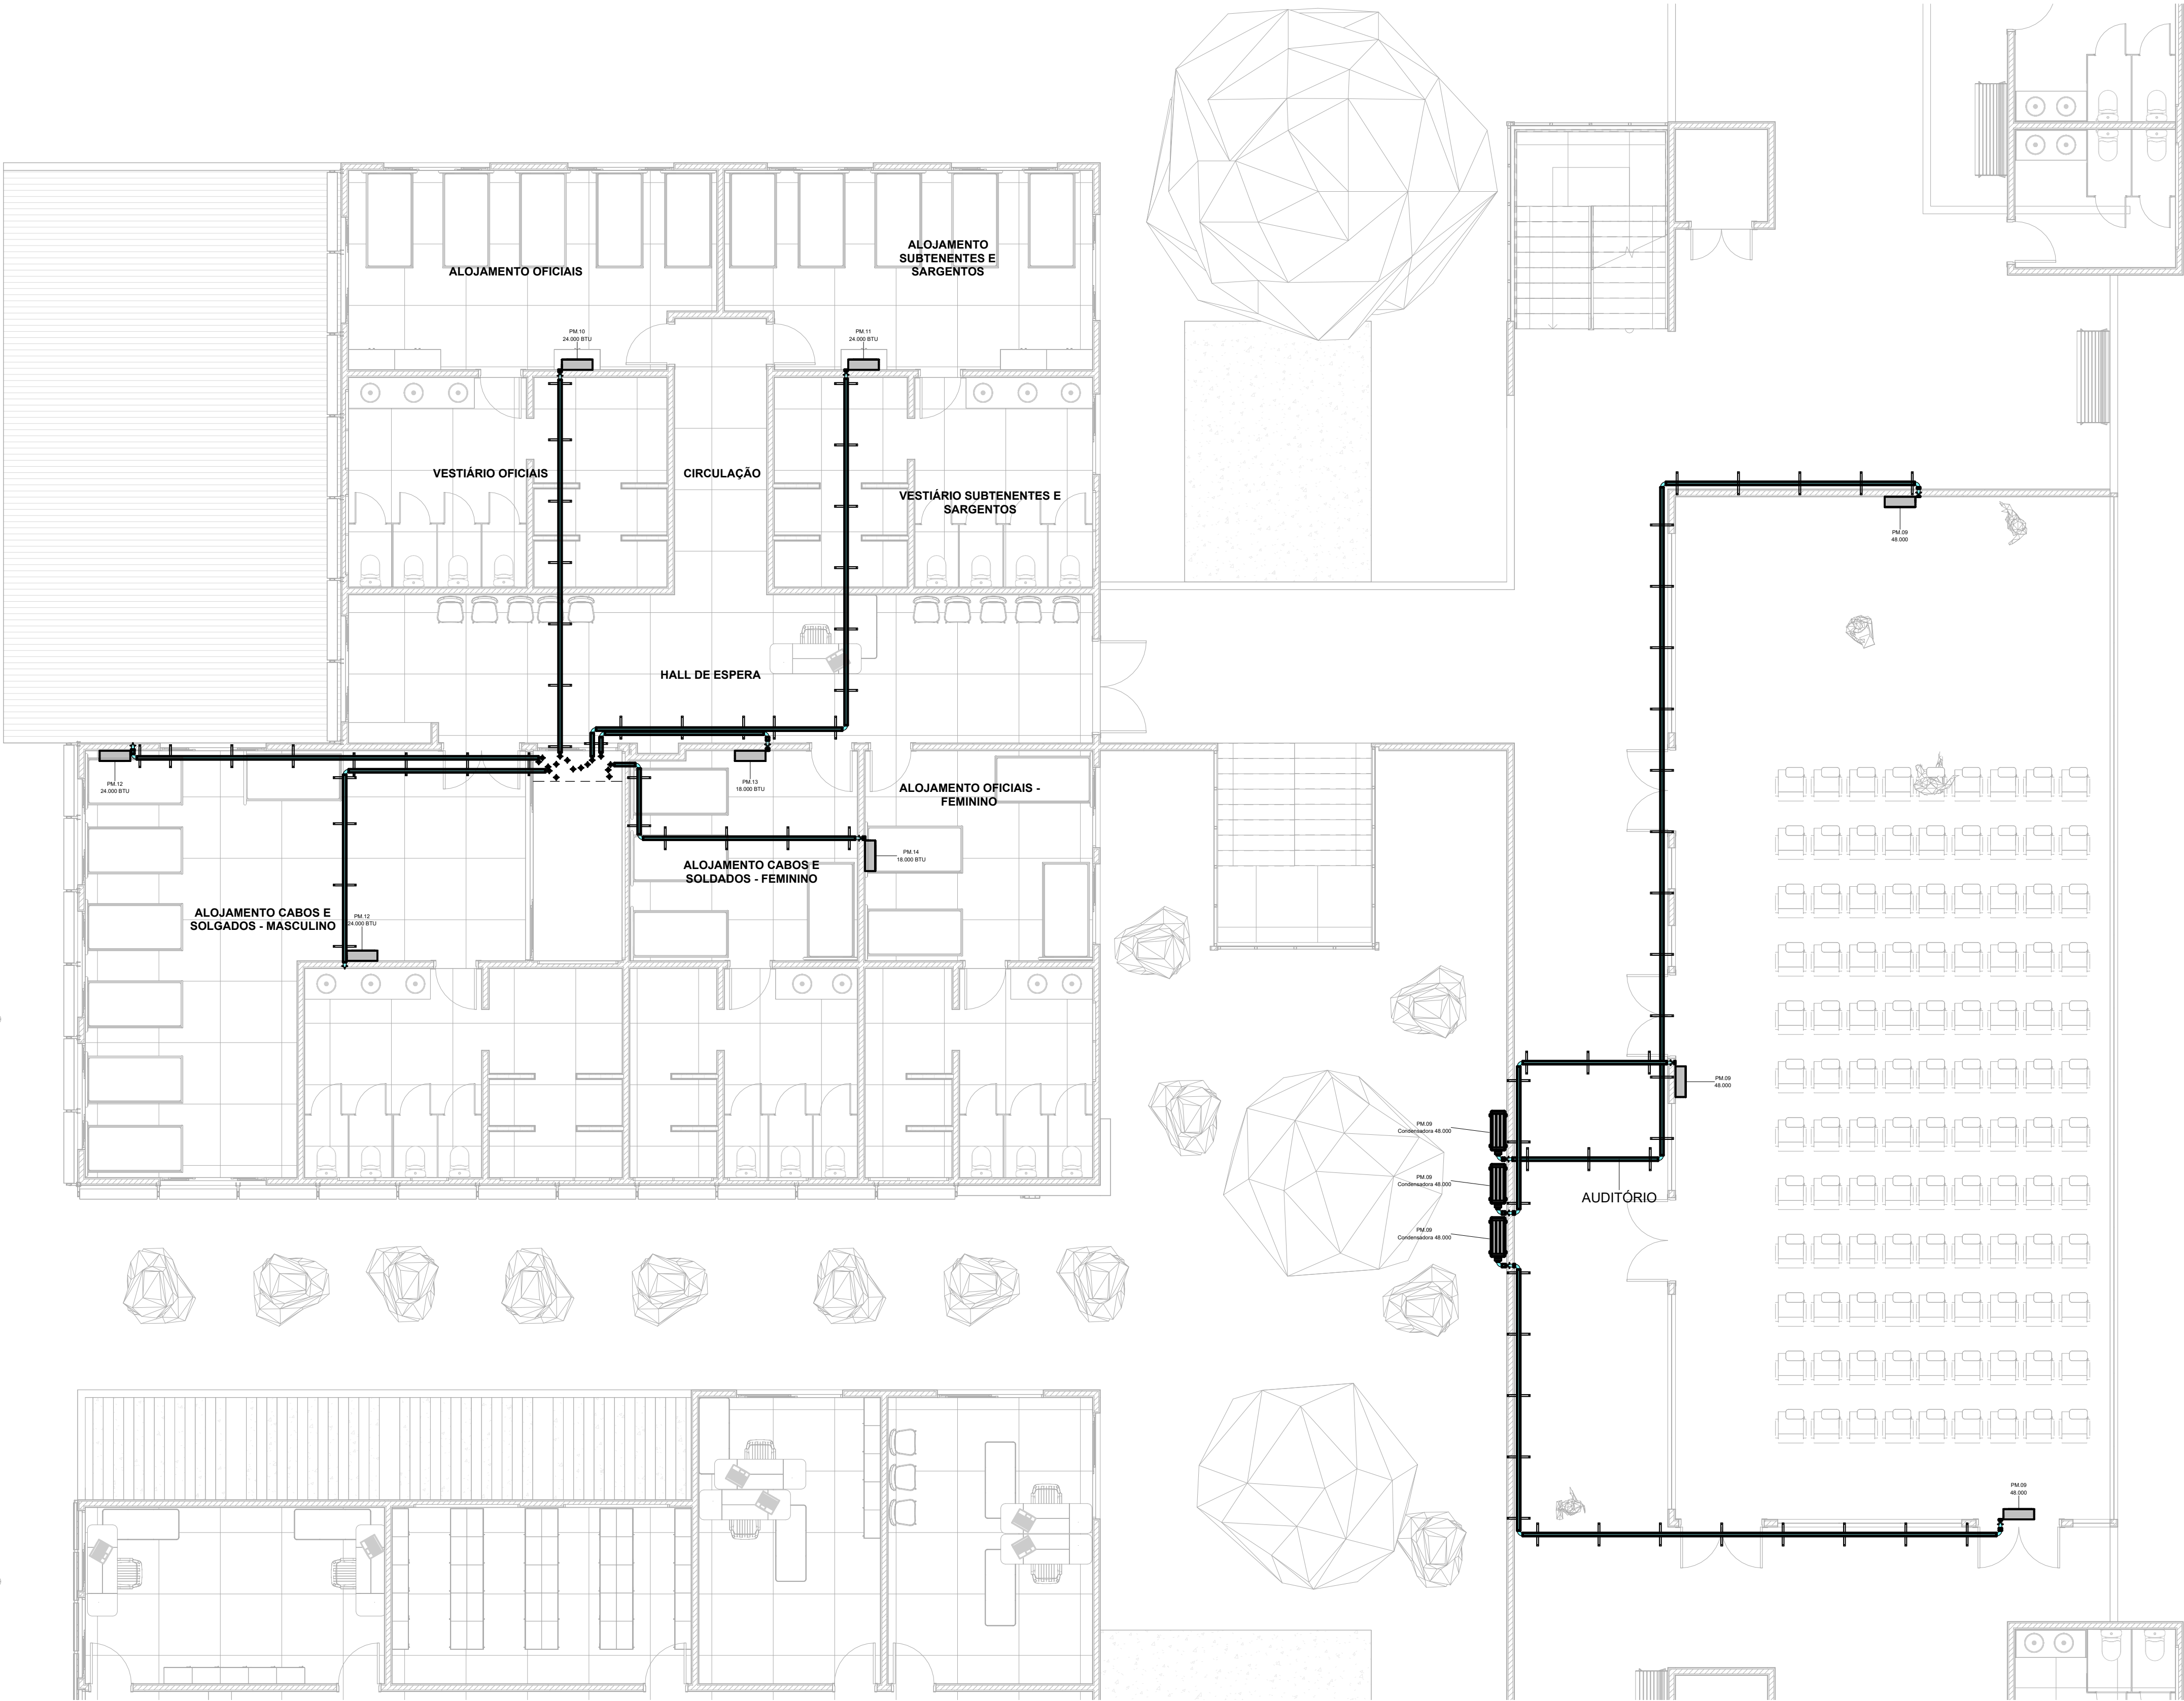 ALOJAMENTO OFICIAIS
ALOJAMENTO
SUBTENENTES E
SARGENTOS
PM.10
24.000 BTU
PM.11
24.000 BTU
VESTIÁRIO OFICIAIS
CIRCULAÇÃO
VESTIÁRIO SUBTENENTES E
SARGENTOS
PM.09
48.000
HALL DE ESPERA
PM.12
24.000 BTU
PM.13
18.000 BTU
ALOJAMENTO OFICIAIS -
FEMININO
PM.14
18.000 BTU
ALOJAMENTO CABOS E
SOLDADOS - FEMININO
ALOJAMENTO CABOS E
SOLGADOS - MASCULINO
PM.12
24.000 BTU
PM.09
48.000
PM.09
Condensadora 48.000
PM.09
Condensadora 48.000
AUDITÓRIO
PM.09
Condensadora 48.000
PM.09
48.000